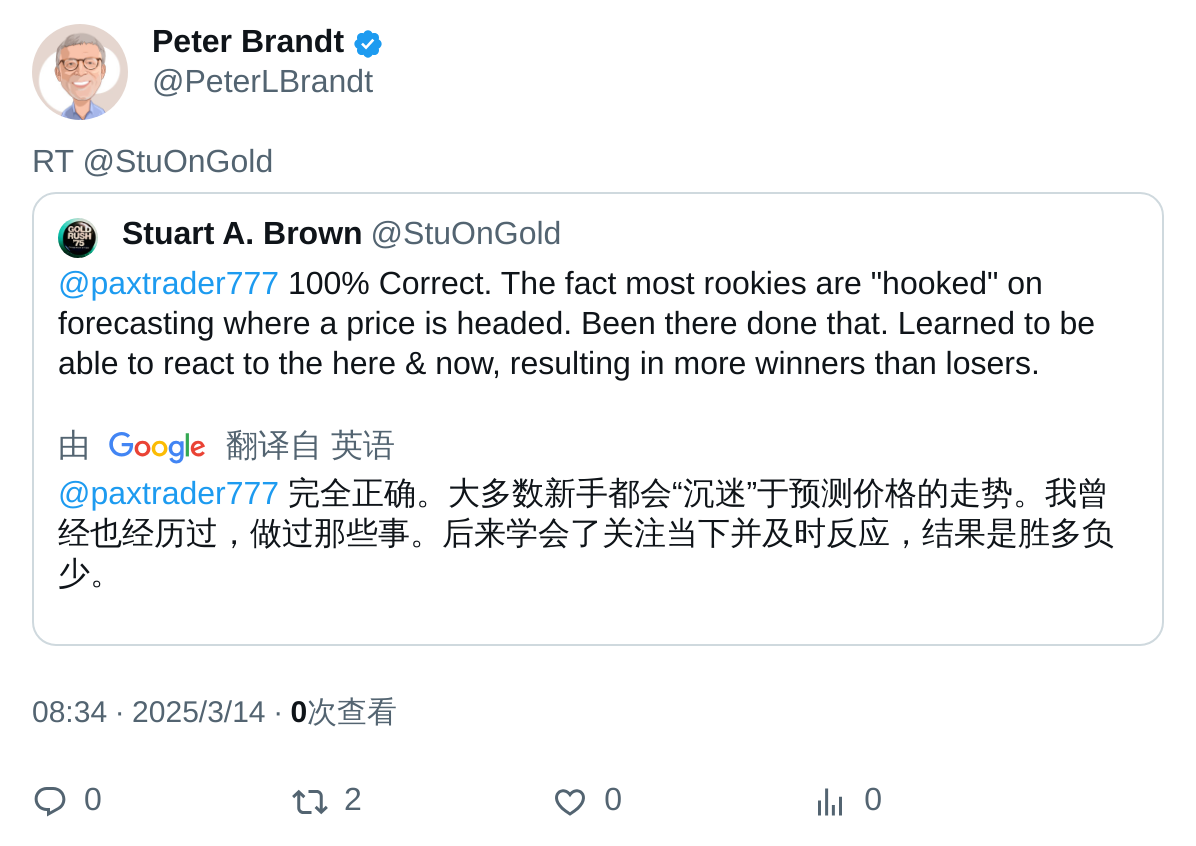 Peter Brandt
@PeterLBrandt
RT @StuOnGold
GOLD
RUSH
'75
Stuart A. Brown @StuOnGold
@paxtrader777 100% Correct. The fact most rookies are "hooked" on
forecasting where a price is headed. Been there done that. Learned to be
able to react to the here & now, resulting in more winners than losers.
由 Google 翻译自 英语
@paxtrader777 完全正确。大多数新手都会“沉迷”于预测价格的走势。我曾
经也经历过，做过那些事。后来学会了关注当下并及时反应，结果是胜多负
少。
08:34 · 2025/3/14 · 0次查看
0 2 0 0